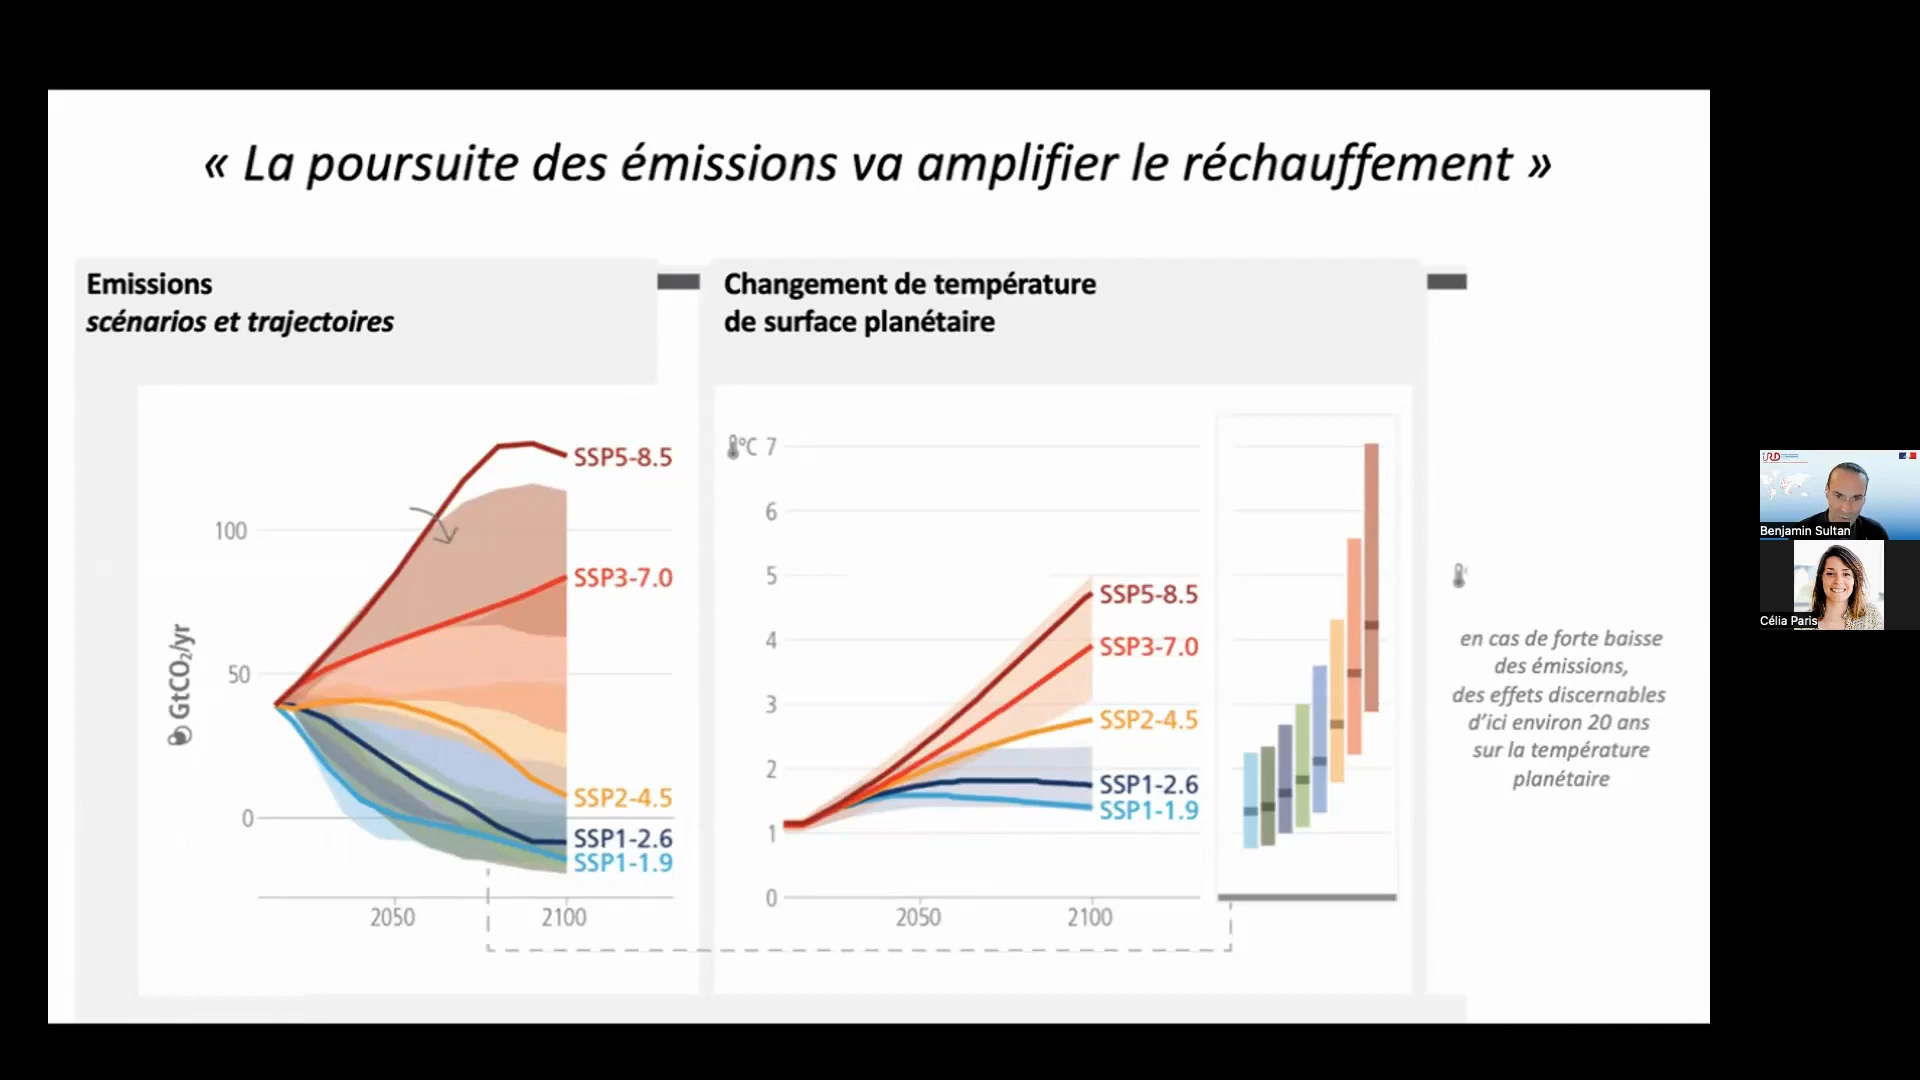 « La poursuite des émissions va amplifier le réchauffement »
Emissions
scénarios et trajectoires
GtCO₂/yr
100
50
0
2050
2100
SSP5-8.5
SSP3-7.0
SSP2-4.5
SSP1-2.6
SSP1-1.9
Changement de température
de surface planétaire
°C 7
6
5
4
3
2
1
0
2050
2100
SSP5-8.5
SSP3-7.0
SSP2-4.5
SSP1-2.6
SSP1-1.9
en cas de forte baisse
des émissions,
des effets discernables
d'ici environ 20 ans
sur la température
planétaire
IRD
Benjamin Sultan
Célia Paris